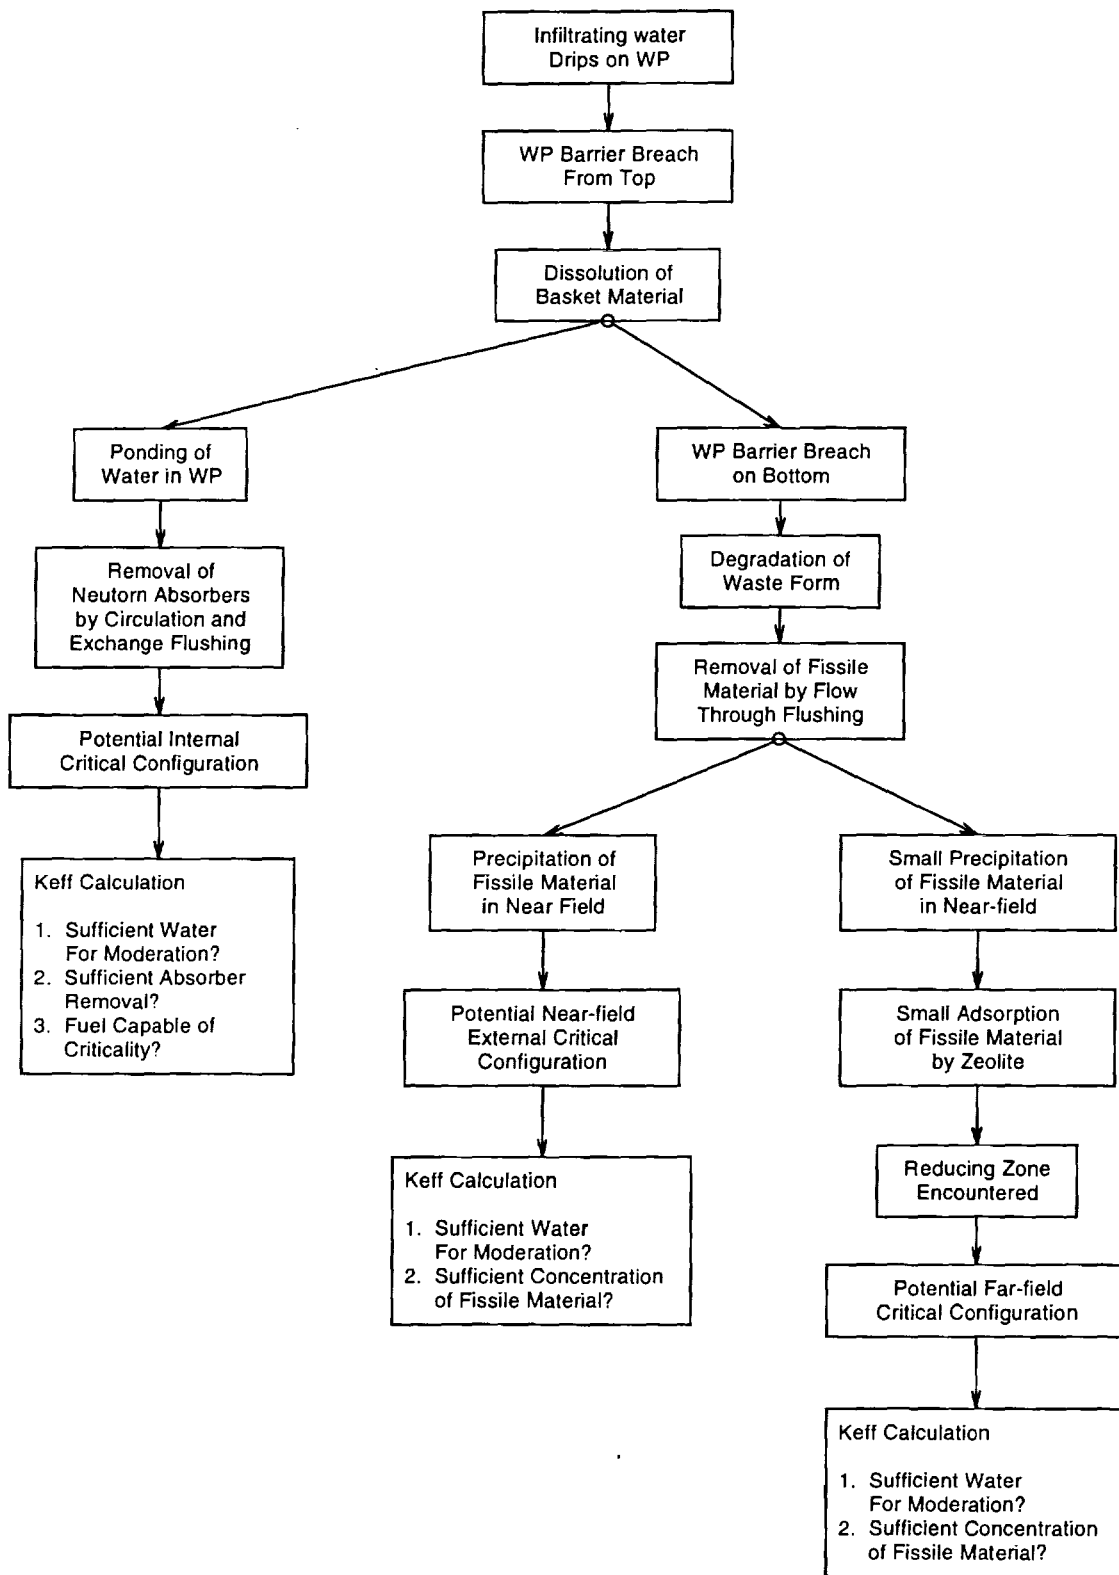 Infiltrating water
Drips on WP
WP Barrier Breach
From Top
Dissolution of
Basket Material
Ponding of
Water in WP
Removal of
Neutorn Absorbers
by Circulation and
Exchange Flushing
Potential Internal
Critical Configuration
Keff Calculation
1. Sufficient Water
For Moderation?
2. Sufficient Absorber
Removal?
3. Fuel Capable of
Criticality?
WP Barrier Breach
on Bottom
Degradation of
Waste Form
Removal of Fissile
Material by Flow
Through Flushing
Precipitation of
Fissile Material
in Near Field
Potential Near-field
External Critical
Configuration
Keff Calculation
1. Sufficient Water
For Moderation?
2. Sufficient Concentration
of Fissile Material?
Small Precipitation
of Fissile Material
in Near-field
Small Adsorption
of Fissile Material
by Zeolite
Reducing Zone
Encountered
Potential Far-field
Critical Configuration
Keff Calculation
1. Sufficient Water
For Moderation?
2. Sufficient Concentration
of Fissile Material?